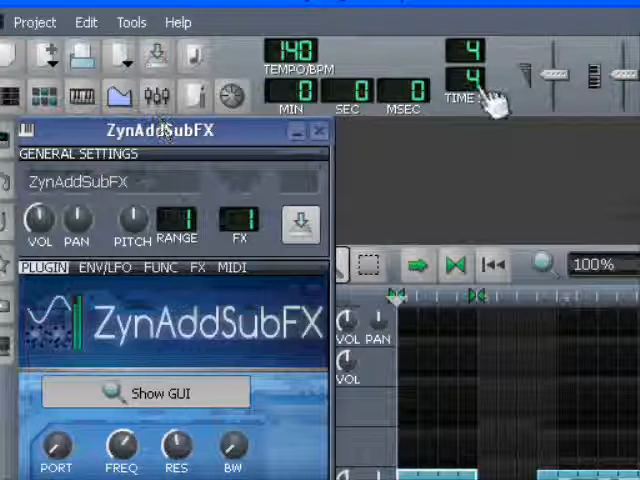 Project Edit Tools Help
140
TEMPO/BPM
4
4
TIME
0 0 0
MIN SEC MSEC
ZynAddSubFX
GENERAL SETTINGS
ZynAddSubFX
1 1
VOL PAN PITCH RANGE FX
100%
PLUGIN ENV/LFO FUNC FX MIDI
ZynAddSubFX
VOL PAN
VOL
Show GUI
PORT FREQ RES BW